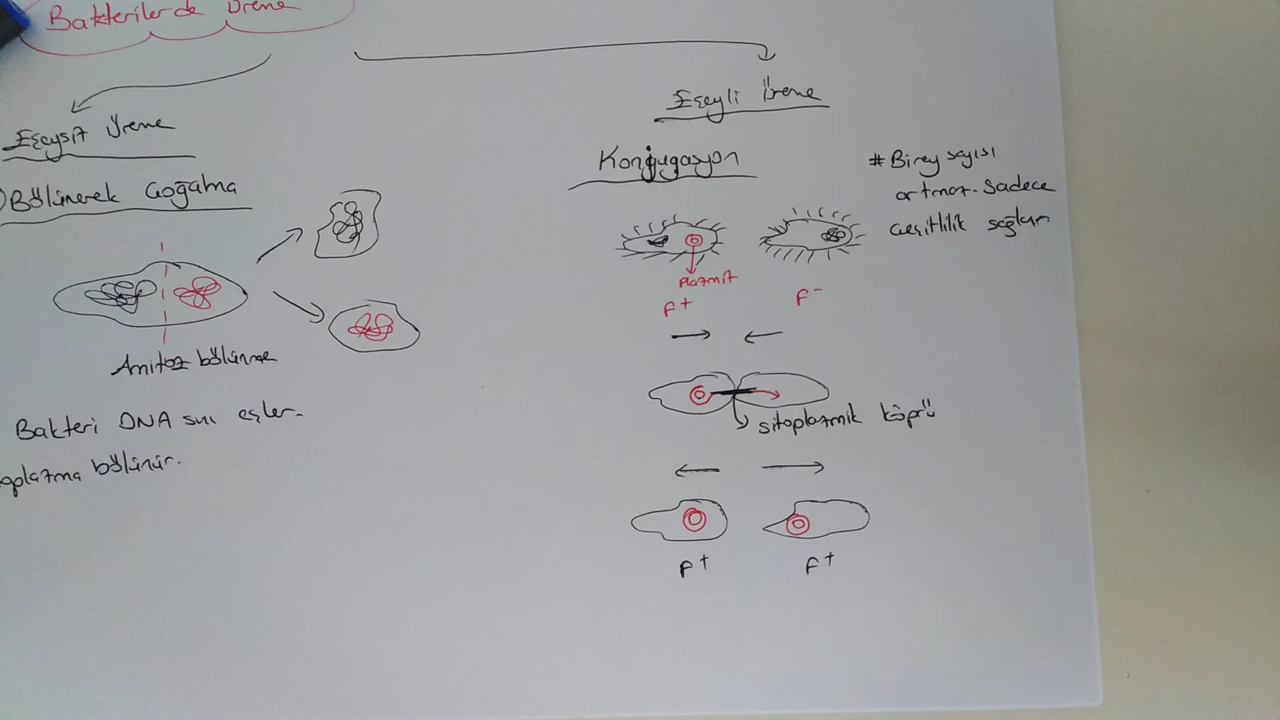 Bakterilerde Üreme
Eşeysiz Üreme
Bölünerek Çoğalma
Amitoz bölünme
Bakteri DNA sını eşler.
bölünür.
Eşeyli Üreme
Konjugasyon
# Birey sayısı
artmaz. Sadece
çeşitlilik sağlanır
Plazmit
F+
F-
sitoplazmik köprü
F+
F+